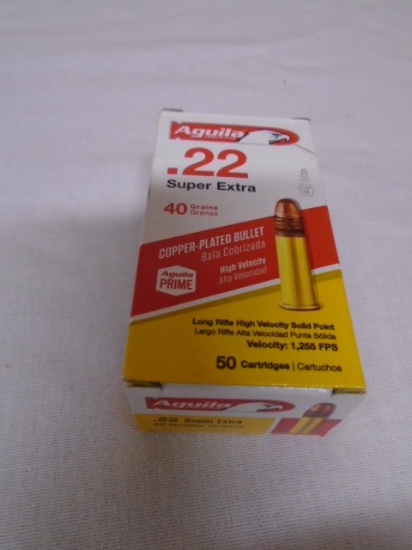 Aguila
.22
Super Extra
40 Grains
Granos
COPPER-PLATED BULLET
Bala Cobrizada
Aguila
PRIME
High Velocity
Alta Velocidad
Long Rifle High Velocity Solid Point
Largo Rifle Alta Velocidad Punta Sólida
Velocity: 1,255 FPS
50 Cartridges | Cartuchos
Aguila
.22 Super Extra